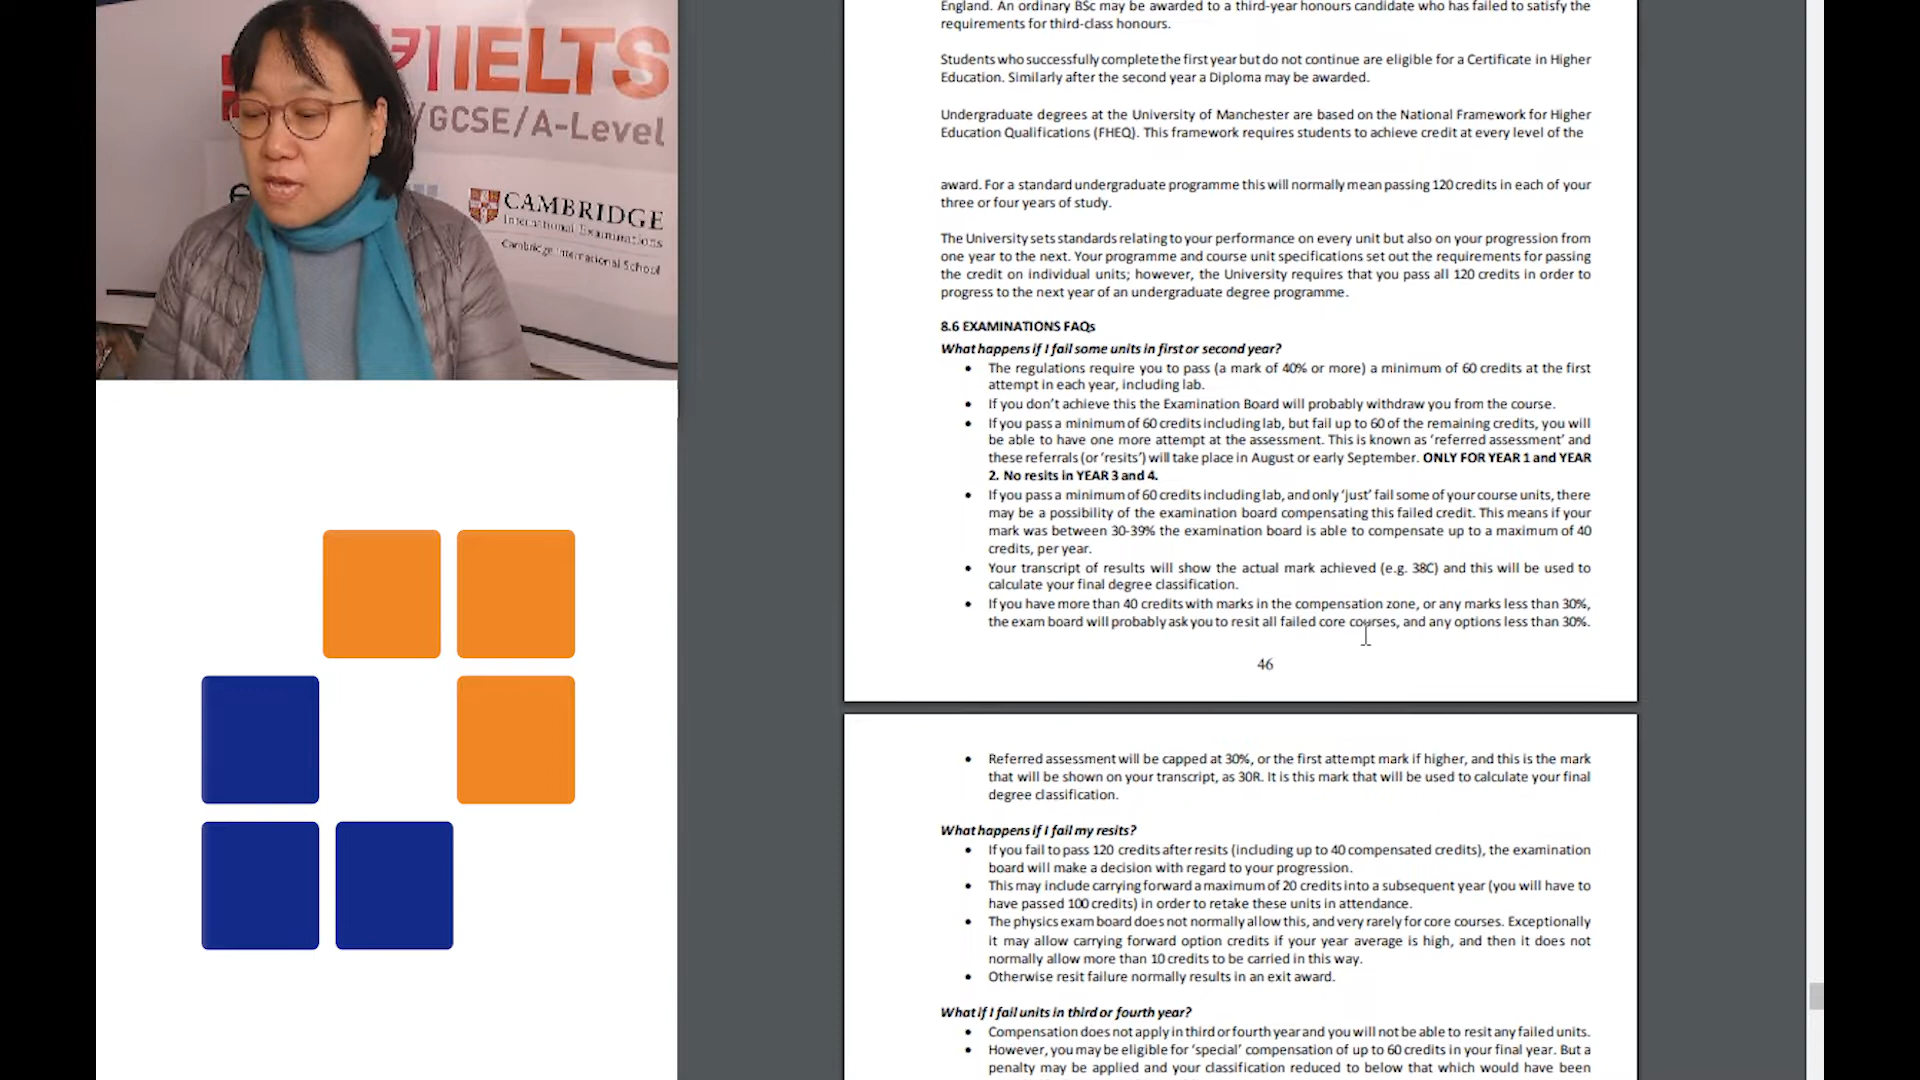 IELTS
/GCSE/A-Level
CAMBRIDGE
International Examinations
Cambridge International School
England. An ordinary BSc may be awarded to a third-year honours candidate who has failed to satisfy the
requirements for third-class honours.
Students who successfully complete the first year but do not continue are eligible for a Certificate in Higher
Education. Similarly after the second year a Diploma may be awarded.
Undergraduate degrees at the University of Manchester are based on the National Framework for Higher
Education Qualifications (FHEQ). This framework requires students to achieve credit at every level of the
award. For a standard undergraduate programme this will normally mean passing 120 credits in each of your
three or four years of study.
The University sets standards relating to your performance on every unit but also on your progression from
one year to the next. Your programme and course unit specifications set out the requirements for passing
the credit on individual units; however, the University requires that you pass all 120 credits in order to
progress to the next year of an undergraduate degree programme.
8.6 EXAMINATIONS FAQs
What happens if I fail some units in first or second year?
• The regulations require you to pass (a mark of 40% or more) a minimum of 60 credits at the first
attempt in each year, including lab.
• If you don't achieve this the Examination Board will probably withdraw you from the course.
• If you pass a minimum of 60 credits including lab, but fail up to 60 of the remaining credits, you will
be able to have one more attempt at the assessment. This is known as 'referred assessment' and
these referrals (or 'resits') will take place in August or early September. ONLY FOR YEAR 1 and YEAR
2. No resits in YEAR 3 and 4.
• If you pass a minimum of 60 credits including lab, and only 'just' fail some of your course units, there
may be a possibility of the examination board compensating this failed credit. This means if your
mark was between 30-39% the examination board is able to compensate up to a maximum of 40
credits, per year.
• Your transcript of results will show the actual mark achieved (e.g. 38C) and this will be used to
calculate your final degree classification.
• If you have more than 40 credits with marks in the compensation zone, or any marks less than 30%,
the exam board will probably ask you to resit all failed core courses, and any options less than 30%.
46
• Referred assessment will be capped at 30%, or the first attempt mark if higher, and this is the mark
that will be shown on your transcript, as 30R. It is this mark that will be used to calculate your final
degree classification.
What happens if I fail my resits?
• If you fail to pass 120 credits after resits (including up to 40 compensated credits), the examination
board will make a decision with regard to your progression.
• This may include carrying forward a maximum of 20 credits into a subsequent year (you will have to
have passed 100 credits) in order to retake these units in attendance.
• The physics exam board does not normally allow this, and very rarely for core courses. Exceptionally
it may allow carrying forward option credits if your year average is high, and then it does not
normally allow more than 10 credits to be carried in this way.
• Otherwise resit failure normally results in an exit award.
What if I fail units in third or fourth year?
• Compensation does not apply in third or fourth year and you will not be able to resit any failed units.
• However, you may be eligible for 'special' compensation of up to 60 credits in your final year. But a
penalty may be applied and your classification reduced to below that which would have been